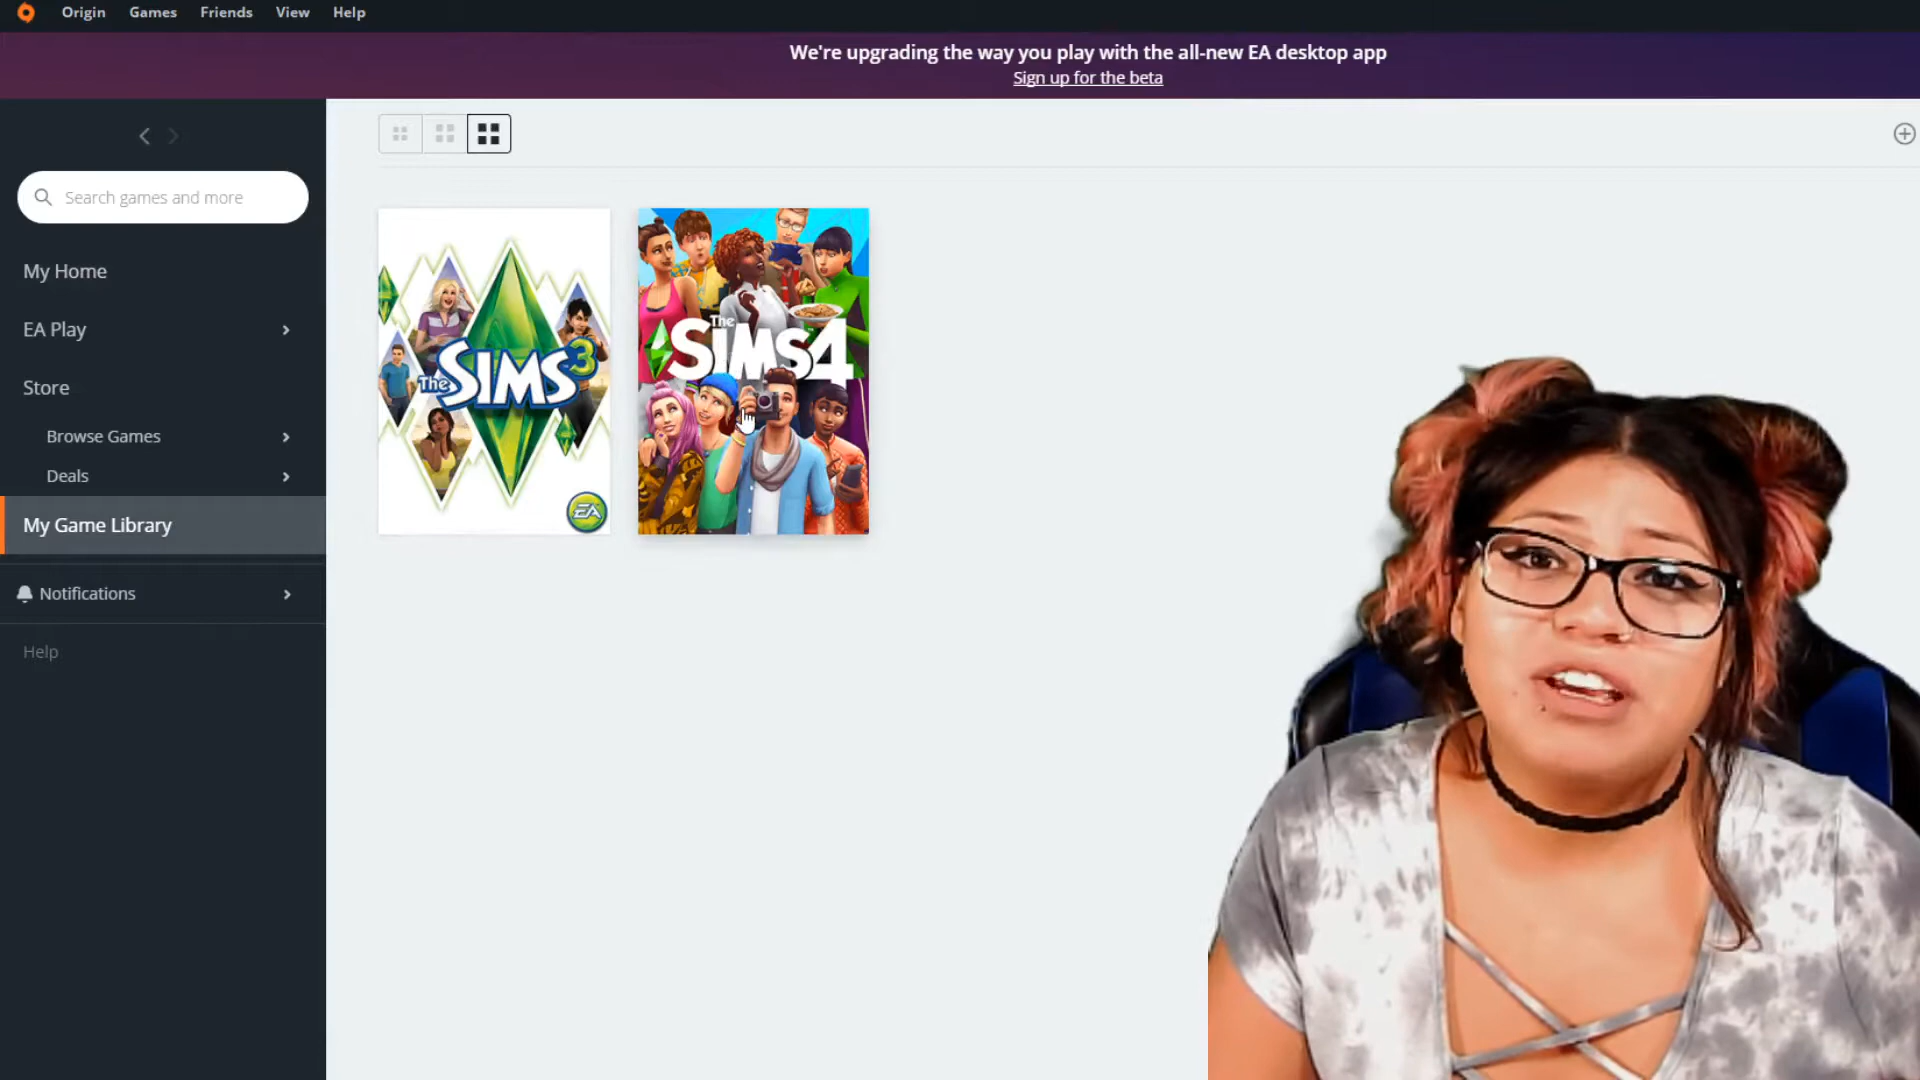 Origin Games Friends View Help
We're upgrading the way you play with the all-new EA desktop app
Sign up for the beta
Search games and more
My Home
EA Play
Store
Browse Games
Deals
My Game Library
Notifications
Help
The SIMS 3
EA
The SIMS 4